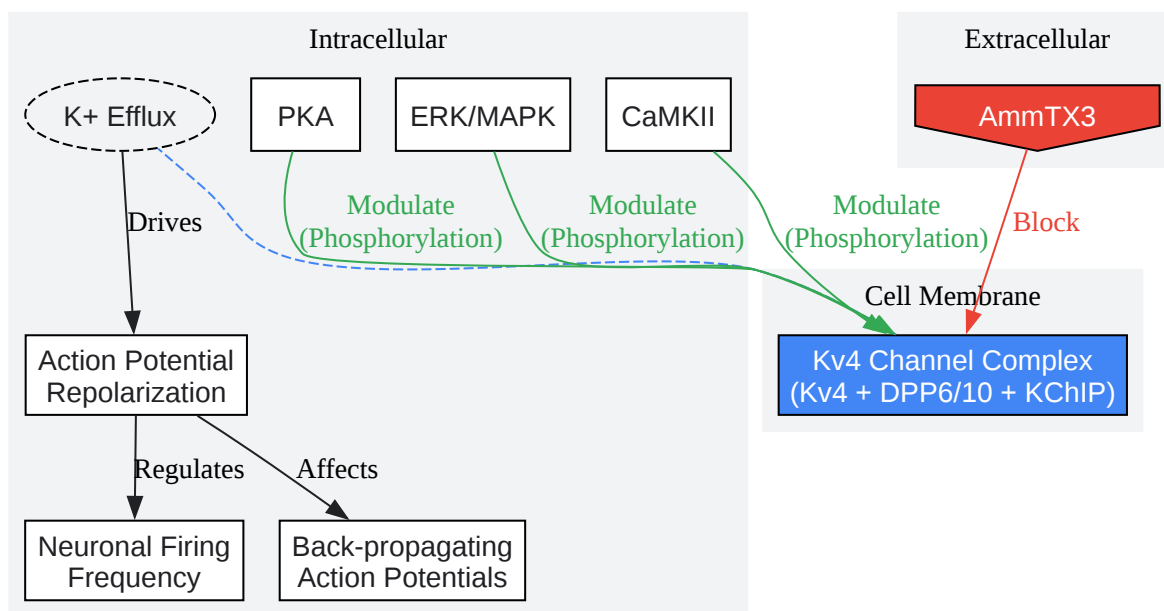 Intracellular
Extracellular
K+ Efflux
PKA
ERK/MAPK
CaMKII
AmmTX3
Drives
Modulate
(Phosphorylation)
Modulate
(Phosphorylation)
Modulate
(Phosphorylation)
Block
Cell Membrane
Kv4 Channel Complex
(Kv4 + DPP6/10 + KChIP)
Action Potential
Repolarization
Regulates
Affects
Neuronal Firing
Frequency
Back-propagating
Action Potentials